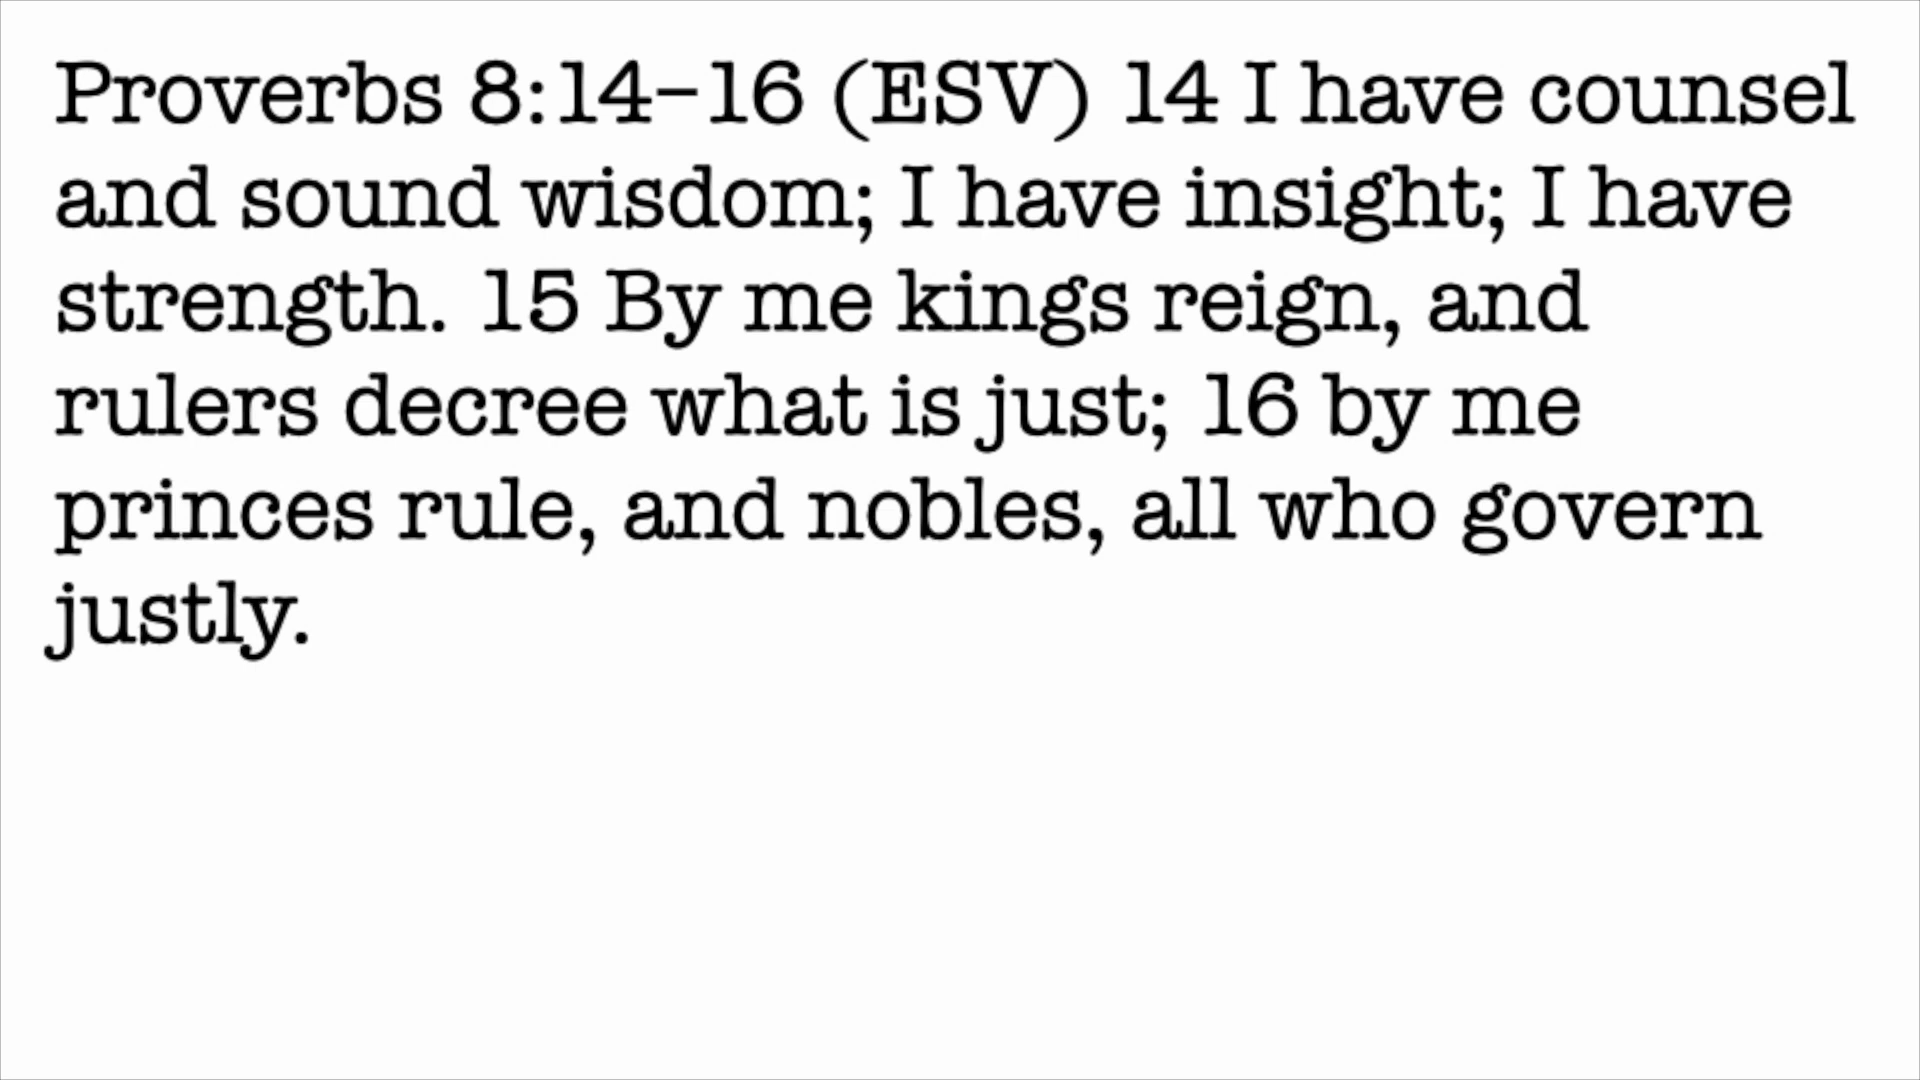 Proverbs 8:14–16 (ESV) 14 I have counsel
and sound wisdom; I have insight; I have
strength. 15 By me kings reign, and
rulers decree what is just; 16 by me
princes rule, and nobles, all who govern
justly.